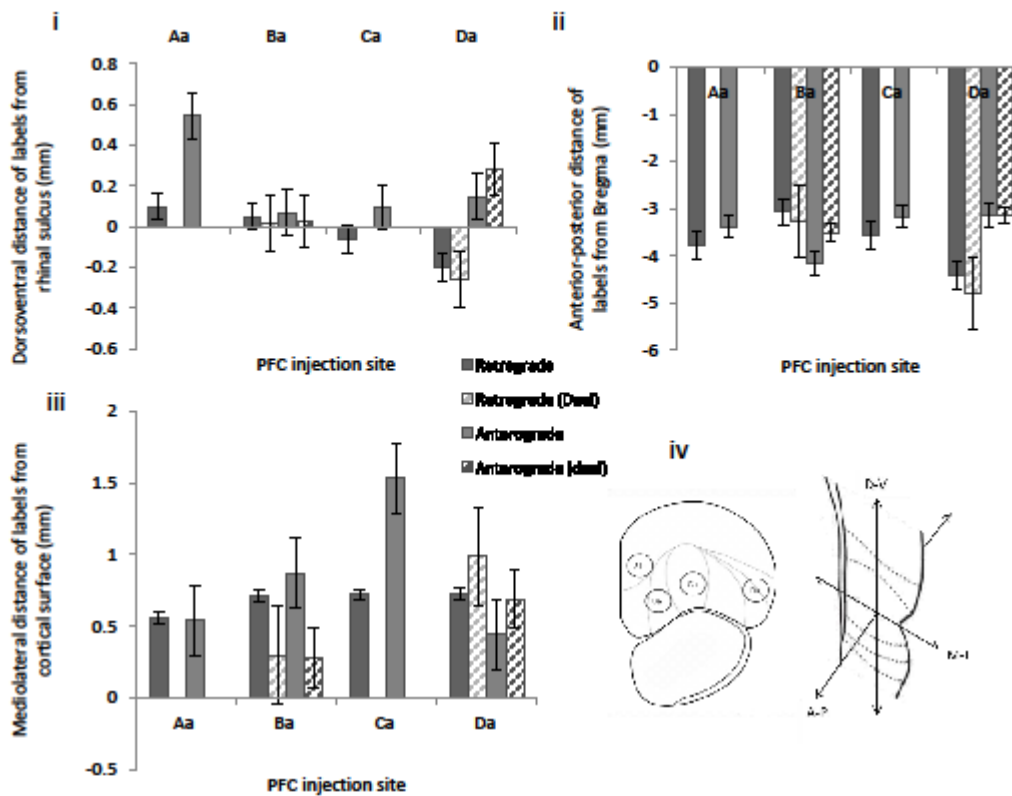 i
Aa Ba Ca Da
0.8
0.6
0.4
0.2
0
-0.2
-0.4
-0.6
Dorsoventral distance of labels from
rhinal sulcus (mm)
PFC injection site
ii
0
-1
-2
-3
-4
-5
-6
Aa Ba Ca Da
Anterior-posterior distance of
labels from Bregma (mm)
PFC injection site
Retrograde
Retrograde (Dual)
Anterograde
Anterograde (dual)
iii
2
1.5
1
0.5
0
-0.5
Mediolateral distance of labels from
cortical surface (mm)
Aa Ba Ca Da
PFC injection site
iv
D-V
M-L
A-P